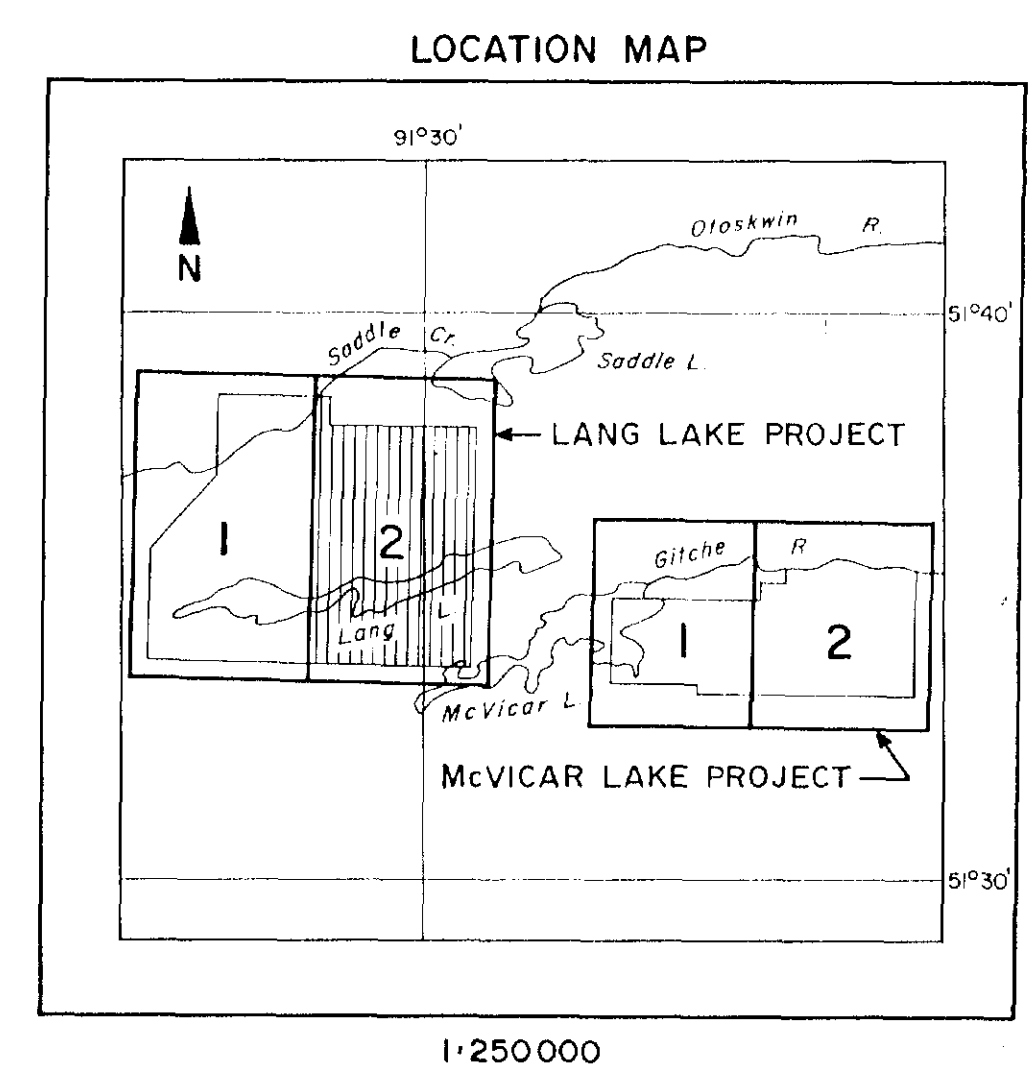 LOCATION MAP
91°30'
N
Otoskwin R.
51°40'
Saddle Cr.
Saddle L.
LANG LAKE PROJECT
1
2
Gitche R
Lang L.
1
2
McVicar L.
McVICAR LAKE PROJECT
51°30'
1:250000